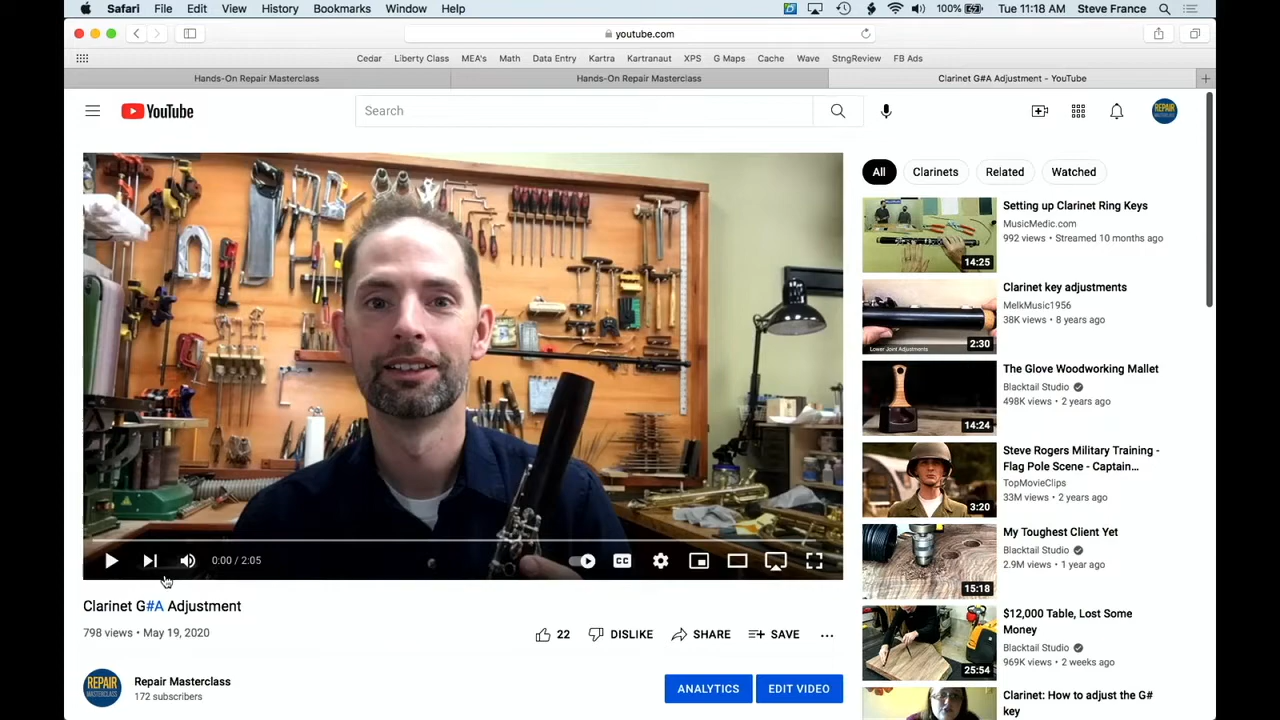 Safari File Edit View History Bookmarks Window Help 100% Tue 11:18 AM Steve France
youtube.com
Cedar Liberty Class MEA's Math Data Entry Kartra Kartranaut XPS G Maps Cache Wave StngReview FB Ads
Hands-On Repair Masterclass Hands-On Repair Masterclass Clarinet G#A Adjustment - YouTube
YouTube
Search
REPAIR
MASTERCLASS
0:00 / 2:05
CC
Clarinet G#A Adjustment
798 views • May 19, 2020
22 DISLIKE SHARE SAVE
REPAIR
MASTERCLASS
Repair Masterclass
172 subscribers
ANALYTICS EDIT VIDEO
All Clarinets Related Watched
Setting up Clarinet Ring Keys
MusicMedic.com
992 views • Streamed 10 months ago
14:25
Clarinet key adjustments
MelkMusic1956
38K views • 8 years ago
Lower Joint Adjustments
2:30
The Glove Woodworking Mallet
Blacktail Studio
498K views • 2 years ago
14:24
Steve Rogers Military Training -
Flag Pole Scene - Captain...
TopMovieClips
33M views • 2 years ago
3:20
My Toughest Client Yet
Blacktail Studio
2.9M views • 1 year ago
15:18
$12,000 Table, Lost Some
Money
Blacktail Studio
969K views • 2 weeks ago
25:54
Clarinet: How to adjust the G#
key